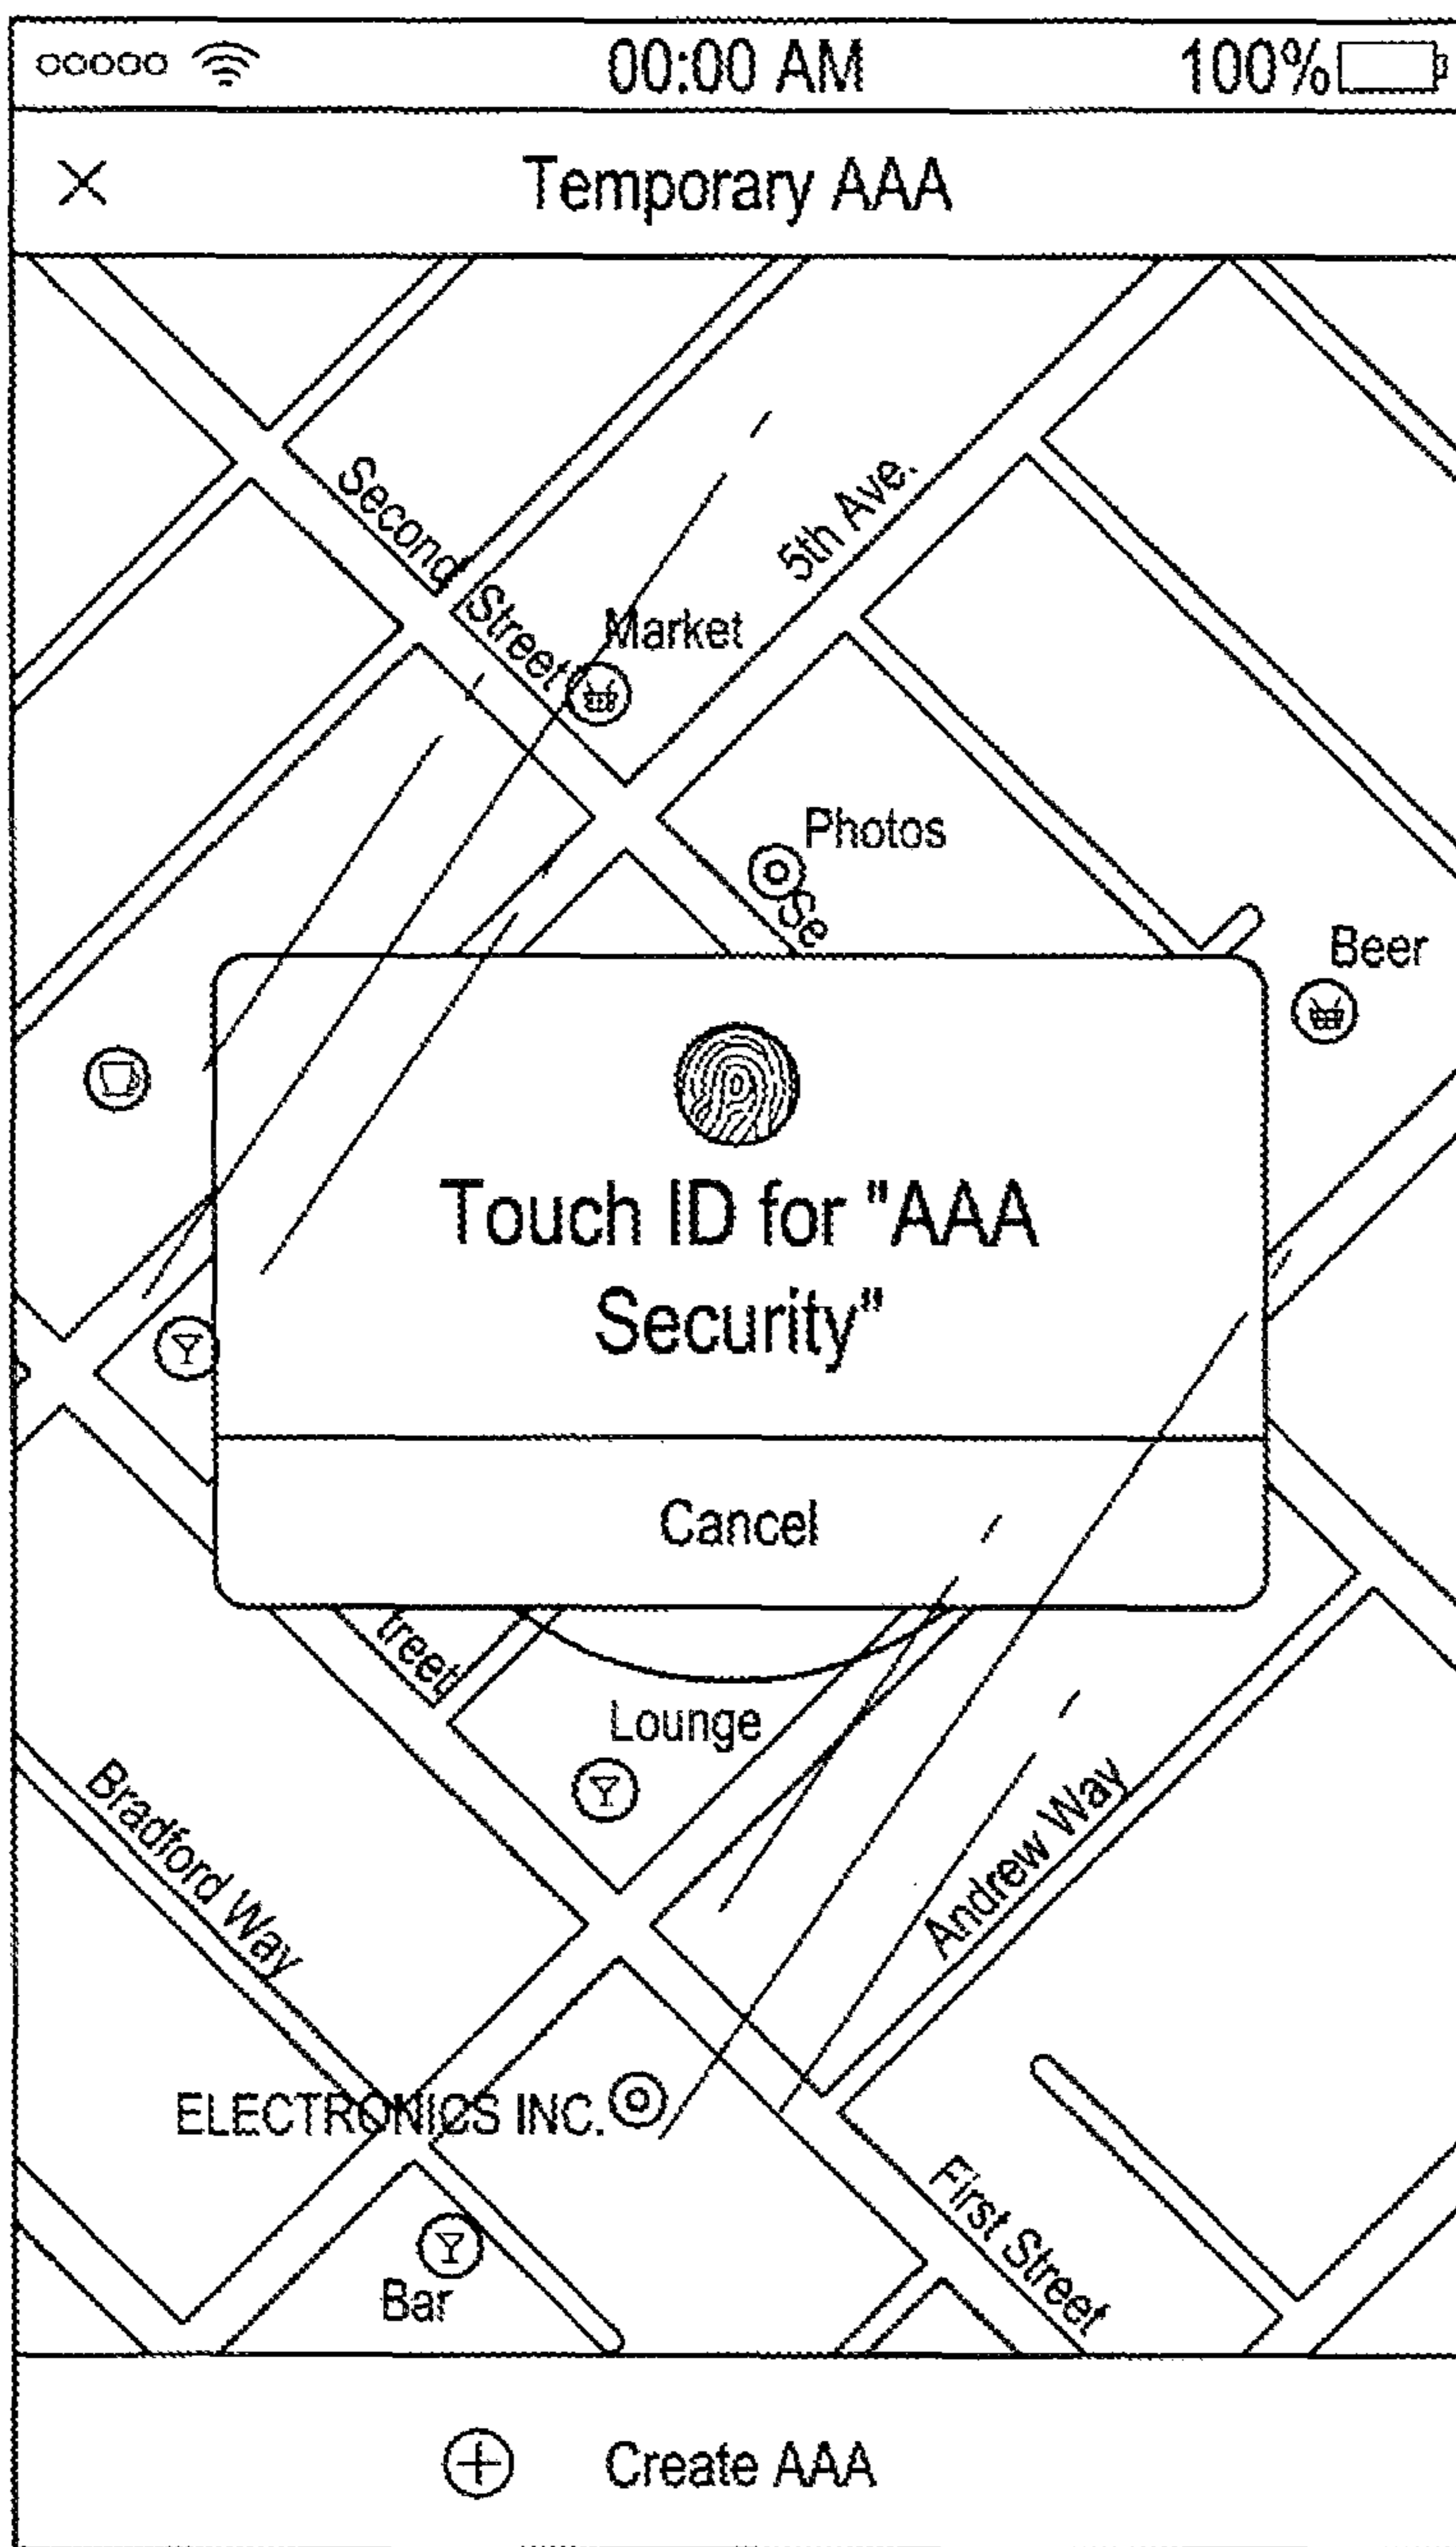 00:00 AM 100%
Temporary AAA
Second Street
5th Ave.
Market
Photos
Se
Beer
Touch ID for "AAA
Security"
Cancel
treet
Lounge
Bradford Way
Andrew Way
ELECTRONICS INC.
First Street
Bar
Create AAA